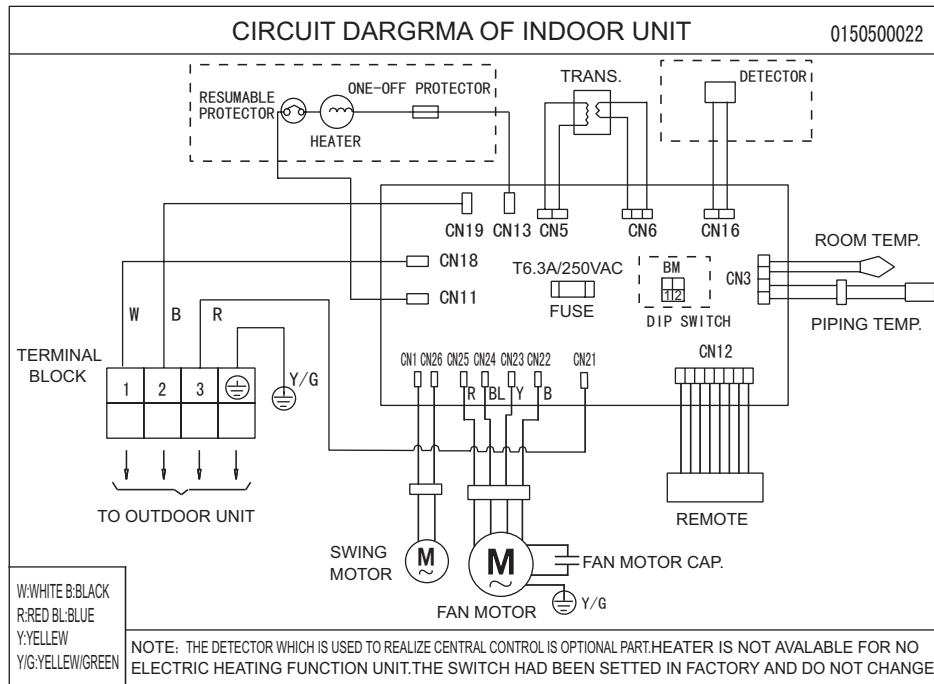 CIRCUIT DARGRMA OF INDOOR UNIT
0150500022
RESUMABLE
PROTECTOR
ONE-OFF PROTECTOR
HEATER
TRANS.
DETECTOR
CN19 CN13 CN5 CN6 CN16
CN18
CN11
T6.3A/250VAC
FUSE
BM
12
DIP SWITCH
CN3
ROOM TEMP.
PIPING TEMP.
W B R
TERMINAL
BLOCK
1 2 3
Y/G
CN1 CN26 CN25 CN24 CN23 CN22 CN21
R BL Y B
CN12
TO OUTDOOR UNIT
SWING
MOTOR
M
~
M
~
FAN MOTOR
FAN MOTOR CAP.
Y/G
REMOTE
W:WHITE B:BLACK
R:RED BL:BLUE
Y:YELLEW
Y/G:YELLEW/GREEN
NOTE: THE DETECTOR WHICH IS USED TO REALIZE CENTRAL CONTROL IS OPTIONAL PART.HEATER IS NOT AVALABLE FOR NO
ELECTRIC HEATING FUNCTION UNIT.THE SWITCH HAD BEEN SETTED IN FACTORY AND DO NOT CHANGE